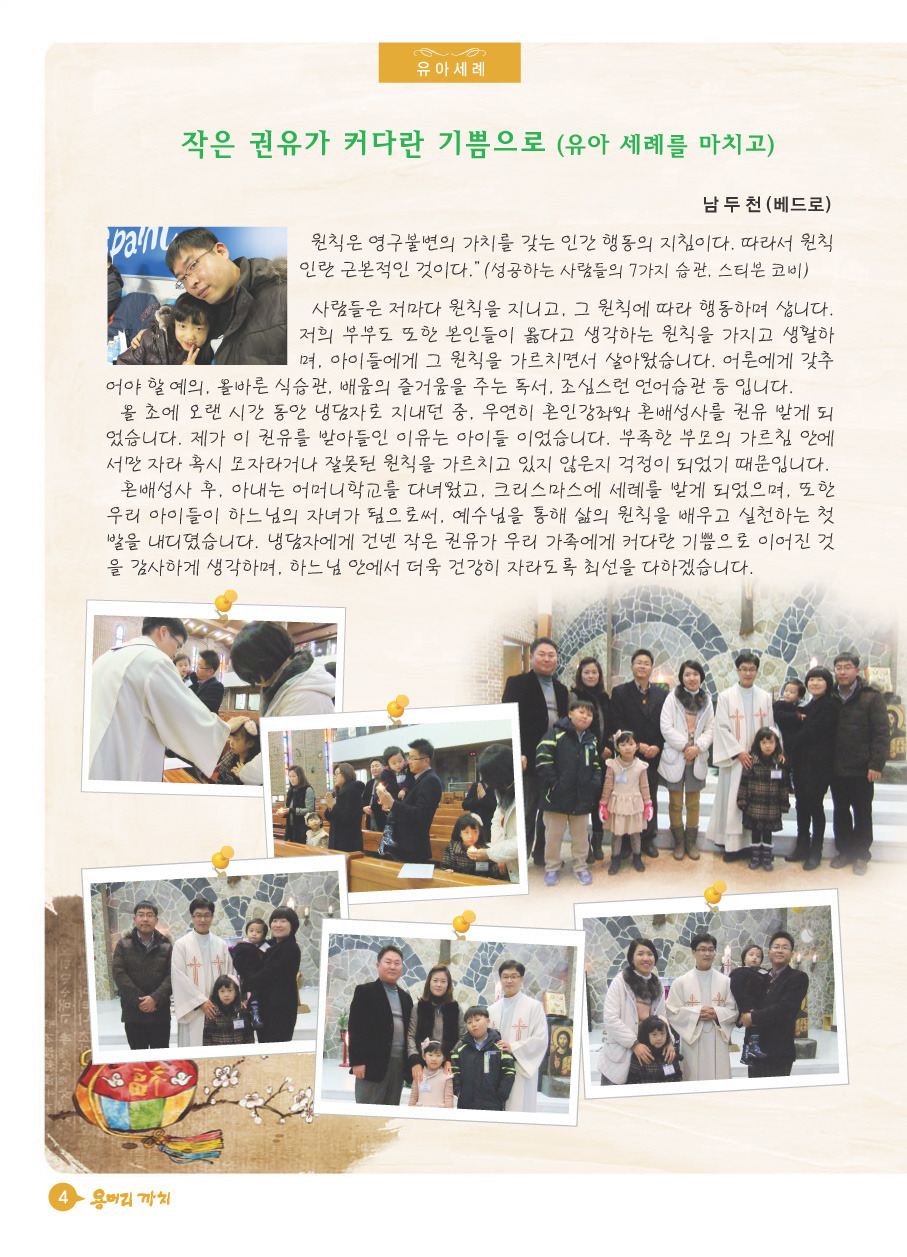 유아세례
작은 권유가 커다란 기쁨으로 (유아 세례를 마치고)
남 두 천 (베드로)
원칙은 영구불변의 가치를 갖는 인간 행동의 지침이다. 따라서 원칙
인란 근본적인 것이다.” (성공하는 사람들의 7가지 습관, 스티븐 코비)
사람들은 저마다 원칙을 지니고, 그 원칙에 따라 행동하며 삽니다.
저희 부부도 또한 본인들이 옳다고 생각하는 원칙을 가지고 생활하
며, 아이들에게 그 원칙을 가르치면서 살아왔습니다. 어른에게 갖추
어야 할 예의, 올바른 식습관, 배움의 즐거움을 주는 독서, 조심스런 언어습관 등 입니다.
올 초에 오랜 시간 동안 냉담자로 지내던 중, 우연히 혼인강좌와 혼배성사를 권유 받게 되
었습니다. 제가 이 권유를 받아들인 이유는 아이들 이었습니다. 부족한 부모의 가르침 안에
서만 자라 혹시 모자라거나 잘못된 원칙을 가르치고 있지 않은지 걱정이 되었기 때문입니다.
혼배성사 후, 아내는 어머니학교를 다녀왔고, 크리스마스에 세례를 받게 되었으며, 또한
우리 아이들이 하느님의 자녀가 됨으로써, 예수님을 통해 삶의 원칙을 배우고 실천하는 첫
발을 내디뎠습니다. 냉담자에게 건넨 작은 권유가 우리 가족에게 커다란 기쁨으로 이어진 것
을 감사하게 생각하며, 하느님 안에서 더욱 건강히 자라도록 최선을 다하겠습니다.
paint
福
4 용머리 까치